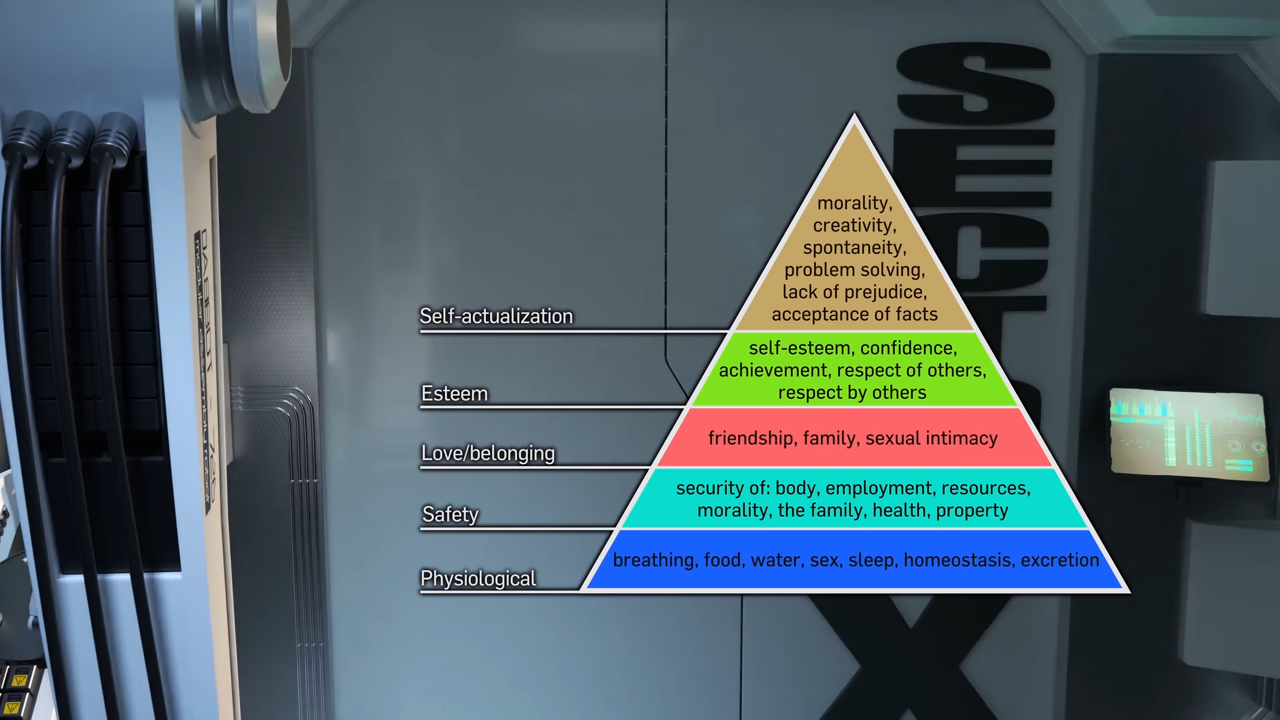 SECT
X
morality,
creativity,
spontaneity,
problem solving,
lack of prejudice,
acceptance of facts
Self-actualization
self-esteem, confidence,
achievement, respect of others,
respect by others
Esteem
friendship, family, sexual intimacy
Love/belonging
security of: body, employment, resources,
morality, the family, health, property
Safety
breathing, food, water, sex, sleep, homeostasis, excretion
Physiological